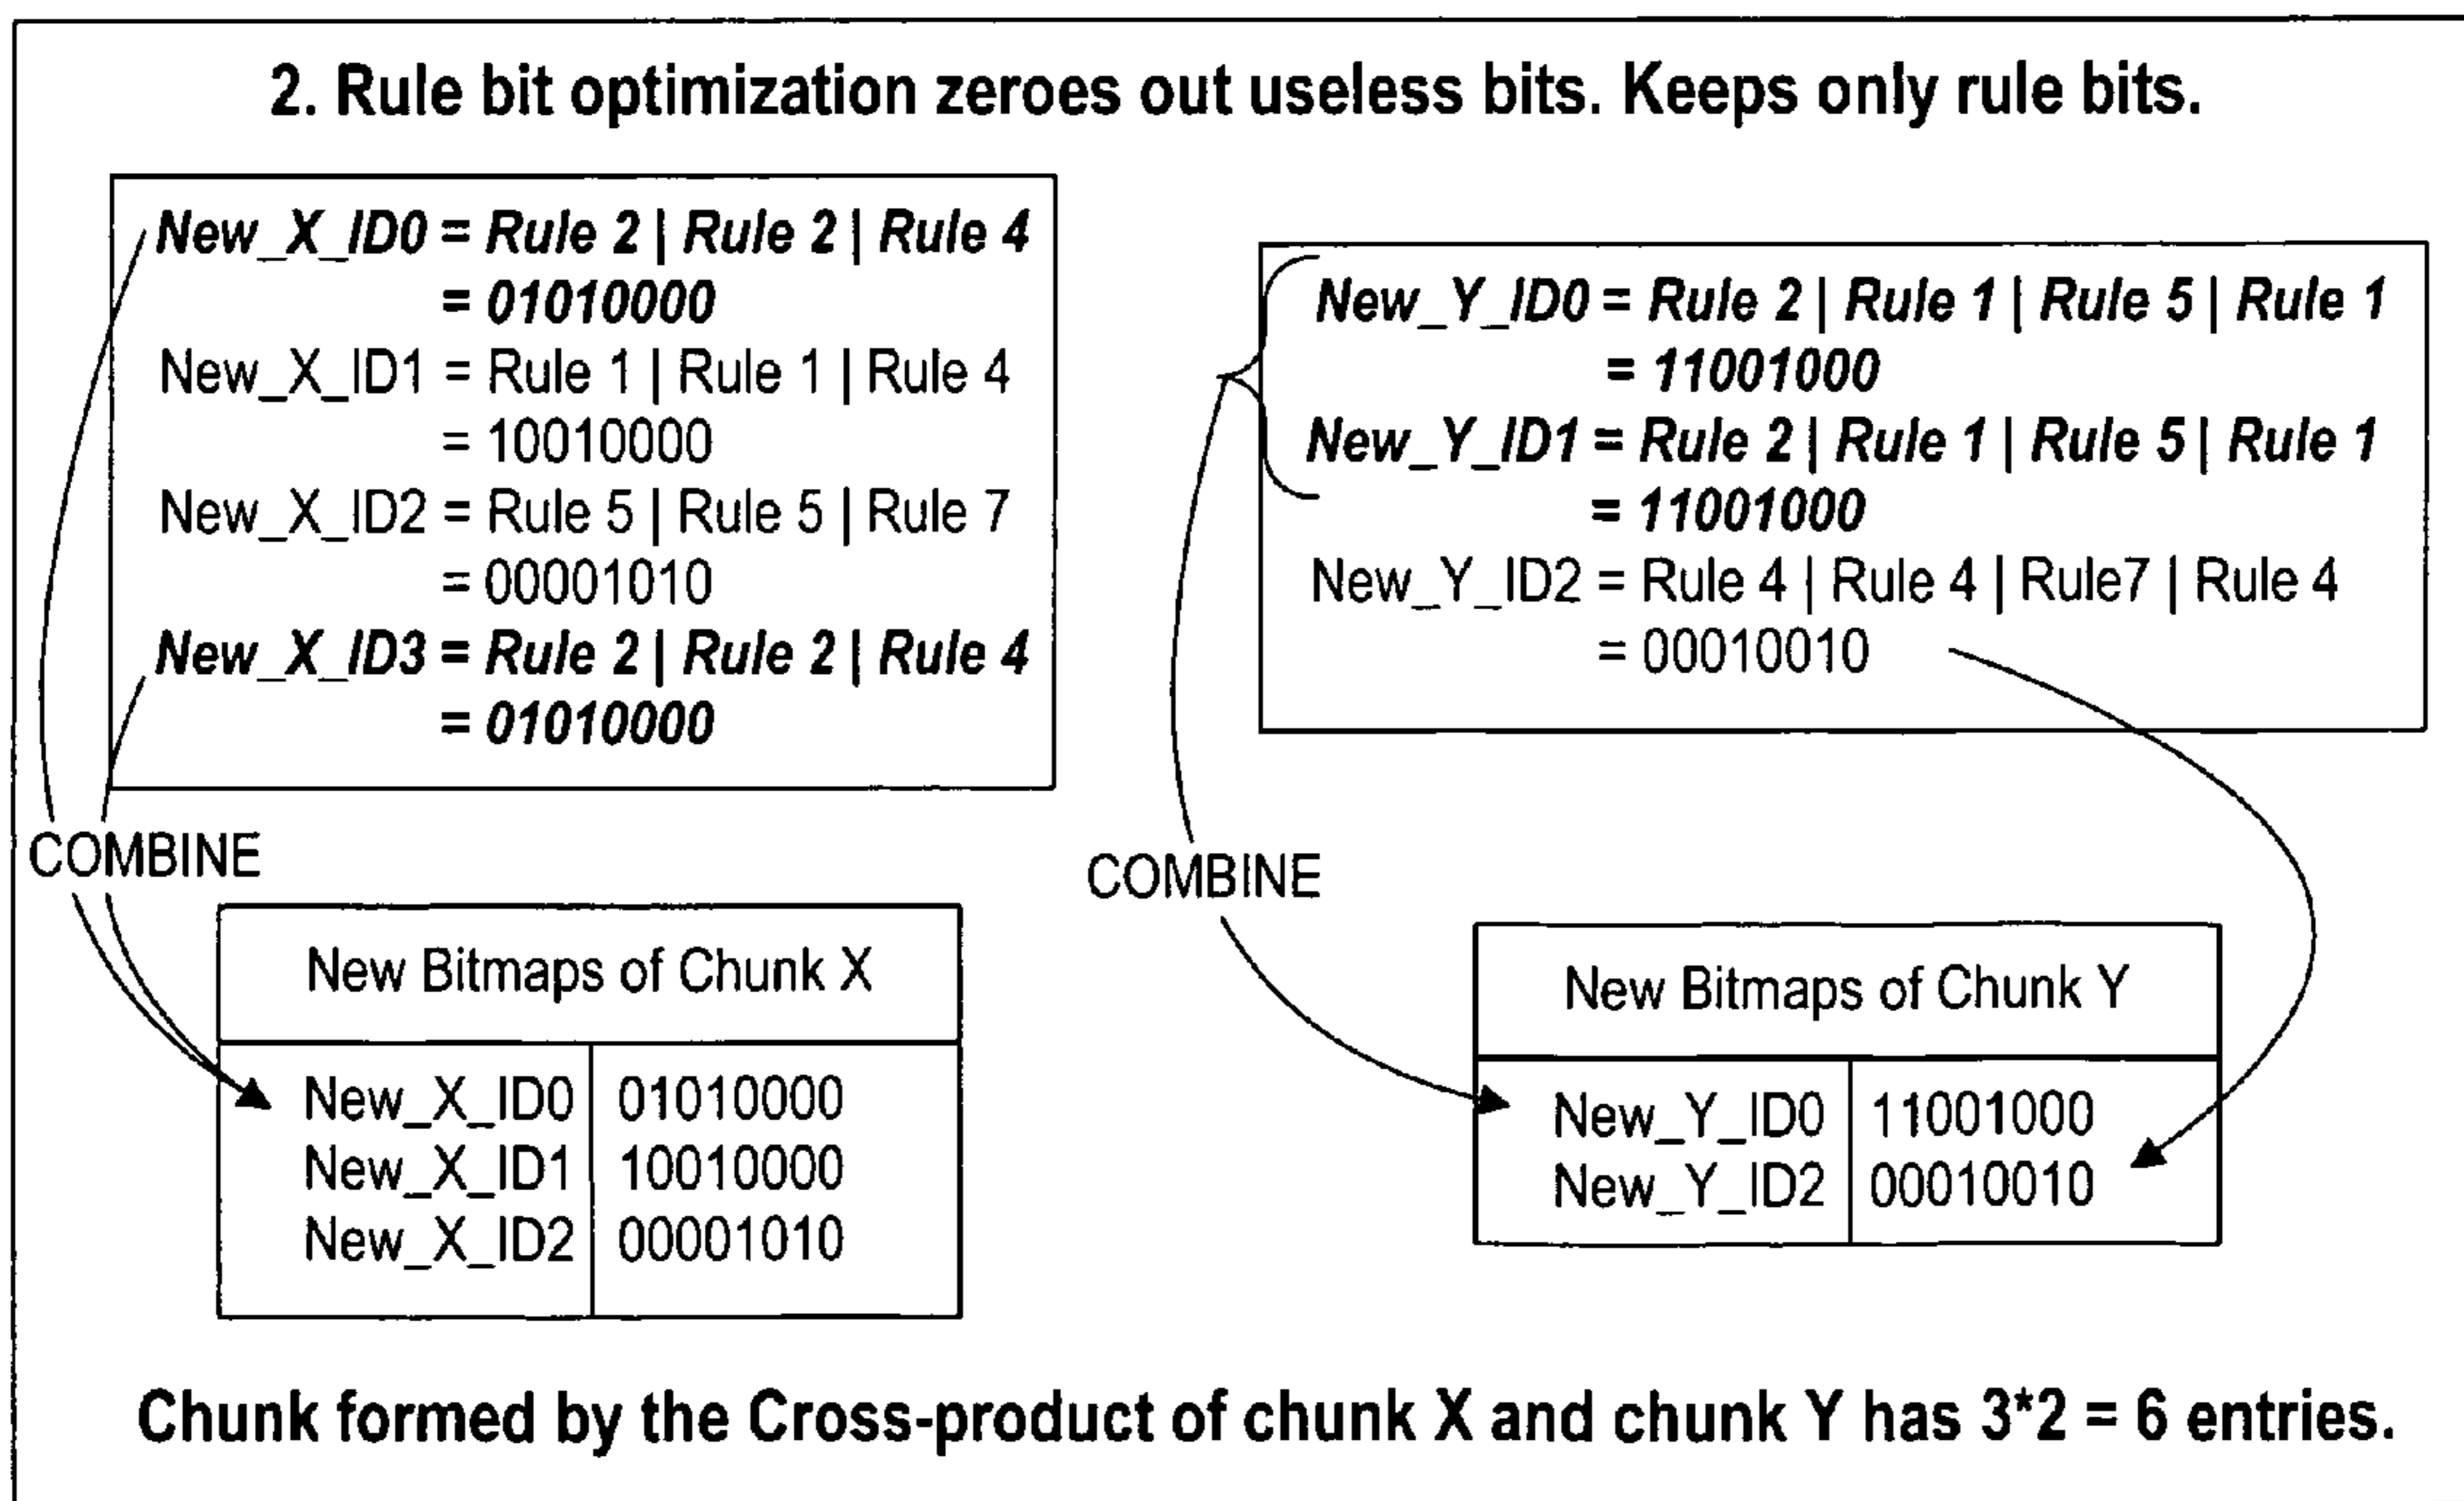 2. Rule bit optimization zeroes out useless bits. Keeps only rule bits.
New_X_ID0 = Rule 2 | Rule 2 | Rule 4
= 01010000
New_X_ID1 = Rule 1 | Rule 1 | Rule 4
= 10010000
New_X_ID2 = Rule 5 | Rule 5 | Rule 7
= 00001010
New_X_ID3 = Rule 2 | Rule 2 | Rule 4
= 01010000
New_Y_ID0 = Rule 2 | Rule 1 | Rule 5 | Rule 1
= 11001000
New_Y_ID1 = Rule 2 | Rule 1 | Rule 5 | Rule 1
= 11001000
New_Y_ID2 = Rule 4 | Rule 4 | Rule7 | Rule 4
= 00010010
COMBINE
COMBINE
New Bitmaps of Chunk X
New_X_ID0 01010000
New_X_ID1 10010000
New_X_ID2 00001010
New Bitmaps of Chunk Y
New_Y_ID0 11001000
New_Y_ID2 00010010
Chunk formed by the Cross-product of chunk X and chunk Y has 3*2 = 6 entries.